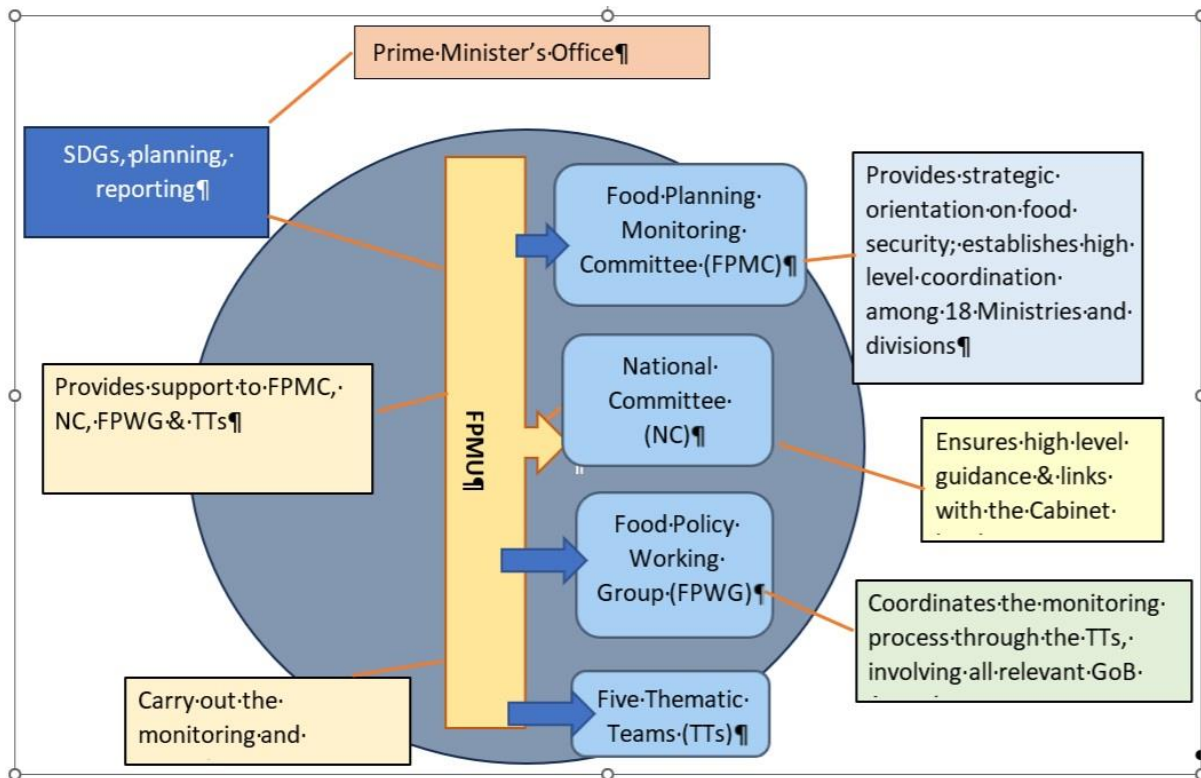 Prime Minister’s Office¶
SDGs, planning,
reporting¶
Food Planning
Monitoring
Committee (FPMC)¶
Provides strategic
orientation on food
security; establishes high
level coordination
among 18 Ministries and
divisions¶
Provides support to FPMC,
NC, FPWG & TTs¶
FPMU¶
National
Committee
(NC)¶
¶
Ensures high level
guidance & links
with the Cabinet
Food Policy
Working
Group (FPWG)¶
Coordinates the monitoring
process through the TTs,
involving all relevant GoB
Carry out the
monitoring and
Five Thematic
Teams (TTs)¶